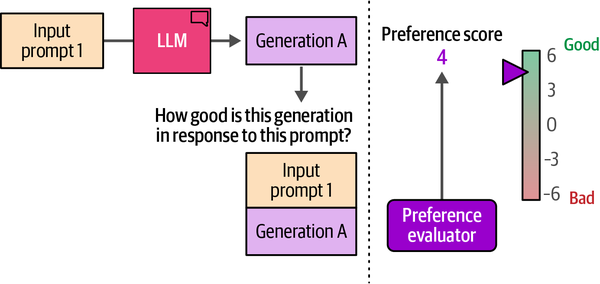 Input
prompt 1
LLM
Generation A
How good is this generation
in response to this prompt?
Input
prompt 1
Generation A
Preference score
4
Preference
evaluator
6
Good
3
0
–3
–6
Bad